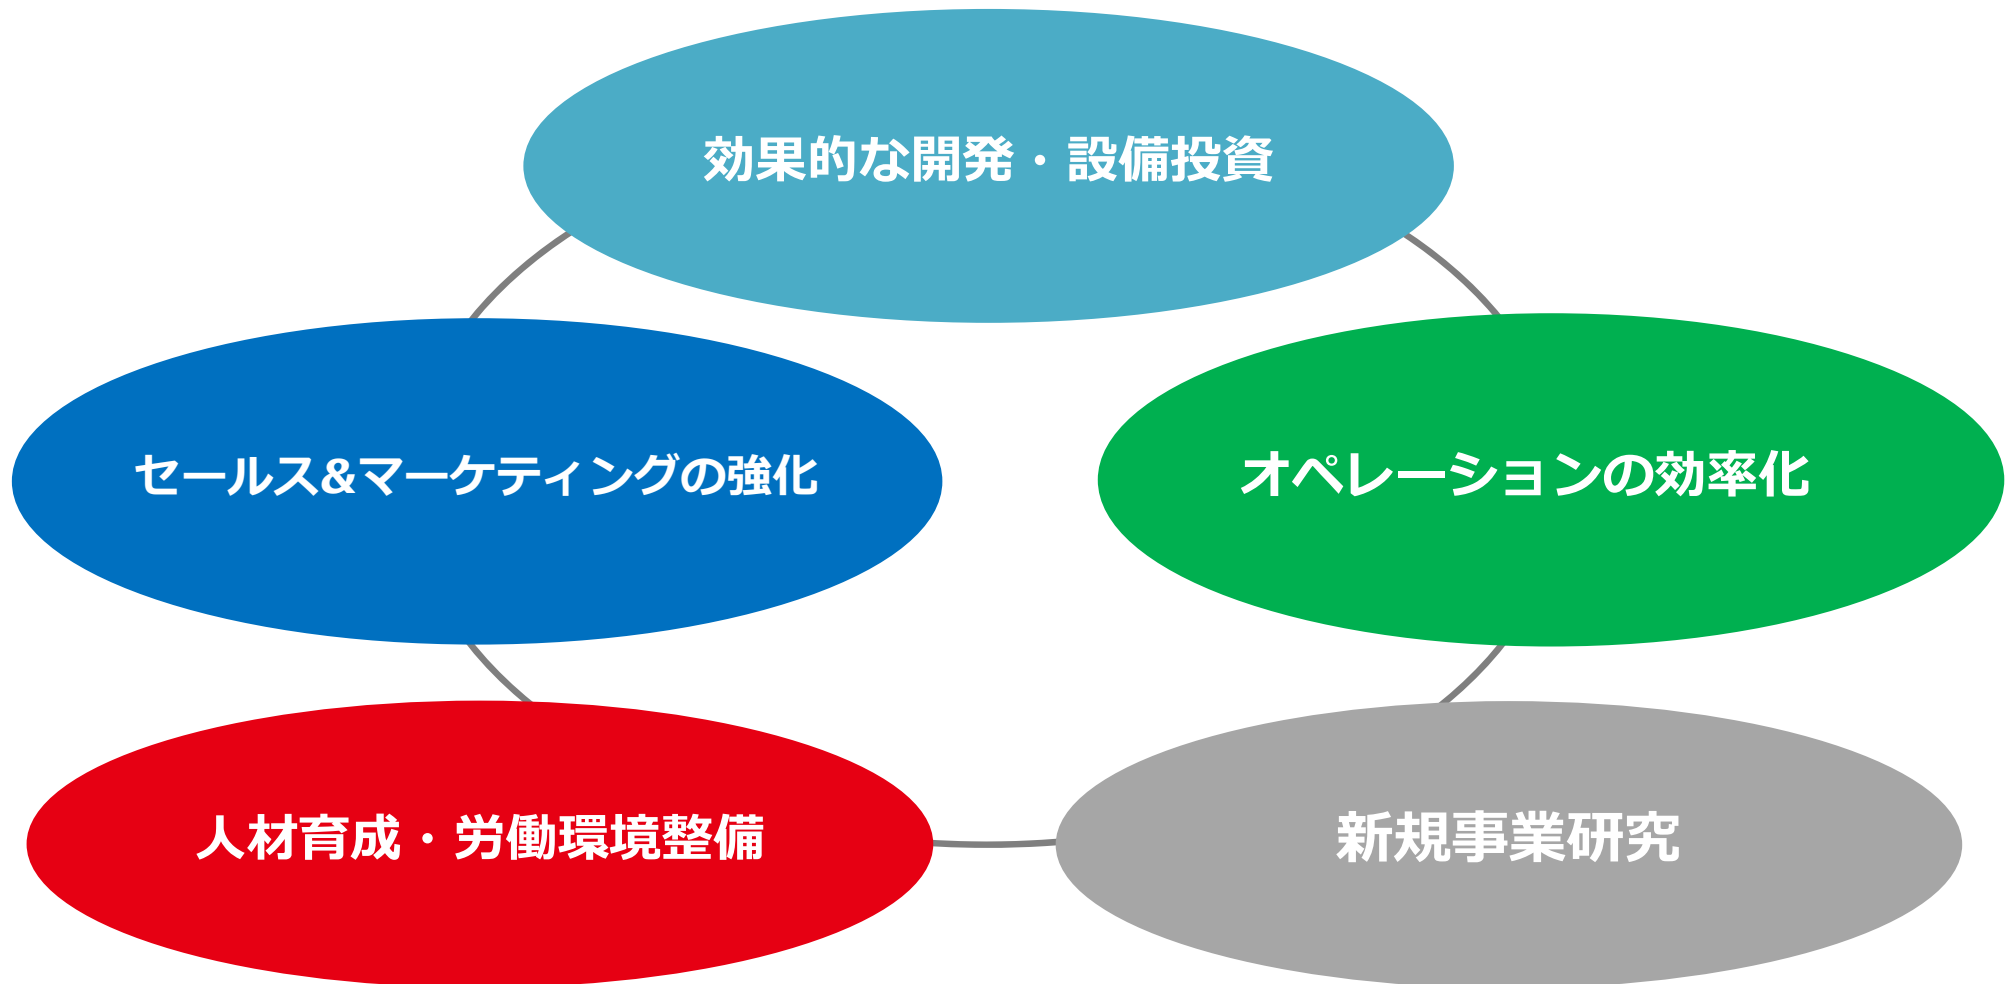 効果的な開発・設備投資
セールス&マーケティングの強化
オペレーションの効率化
人材育成・労働環境整備
新規事業研究